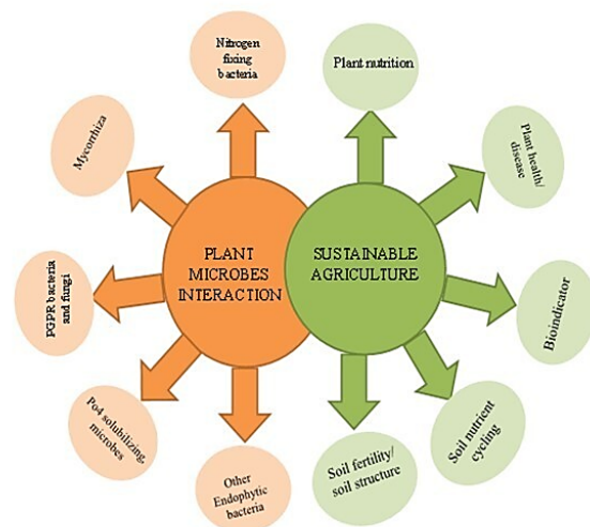 Nitrogen
fixing
bacteria
Plant nutrition
Mycorrhiza
Plant health/
disease
PLANT
MICROBES
INTERACTION
SUSTAINABLE
AGRICULTURE
PGPR bacteria
and fungi
Bioindicator
Po4 solubilizing,
microbes
Other
Endophytic
bacteria
Soil fertility/
soil structure
Soil nutrient
cycling